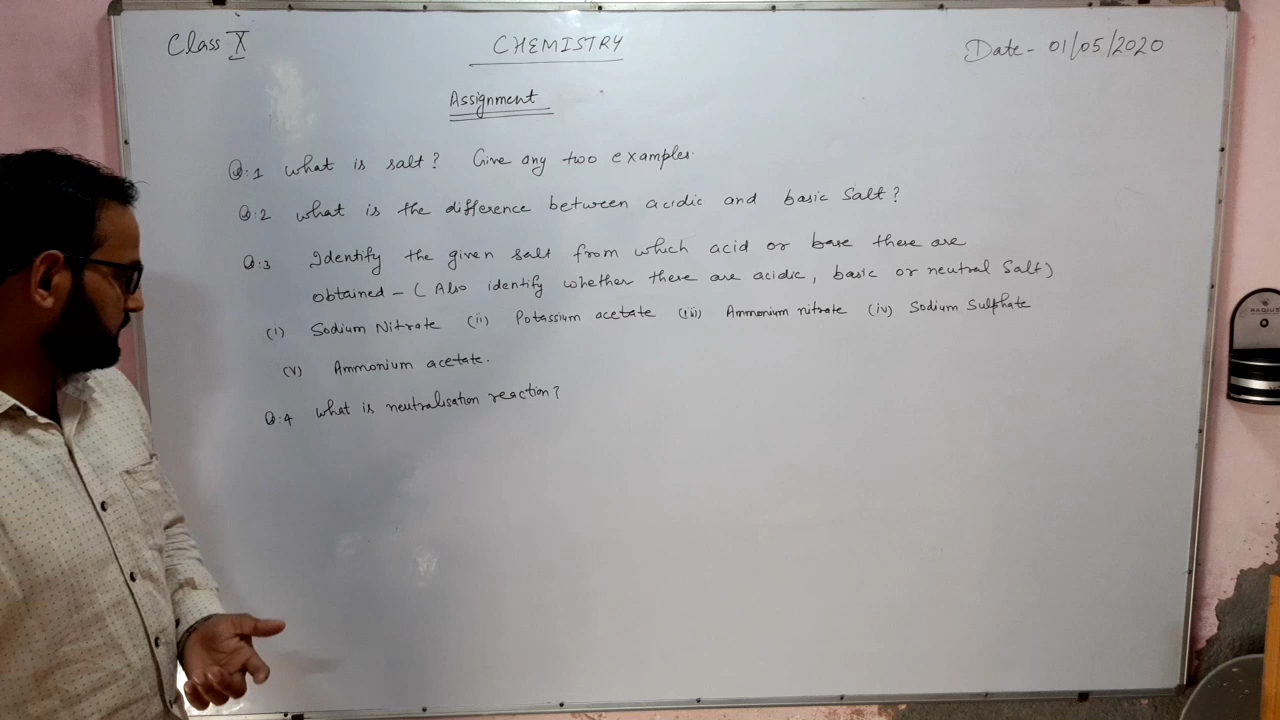 Class X
CHEMISTRY
Date - 01/05/2020
Assignment
Q:1 what is salt? Give any two examples.
Q:2 what is the difference between acidic and basic Salt?
Q:3 Identify the given salt from which acid or base there are
obtained - (Also identify whether there are acidic, basic or neutral Salt)
(i) Sodium Nitrate (ii) Potassium acetate (iii) Ammonium nitrate (iv) Sodium Sulphate
(v) Ammonium acetate.
Q:4 what is neutralisation reaction?
RADIUS